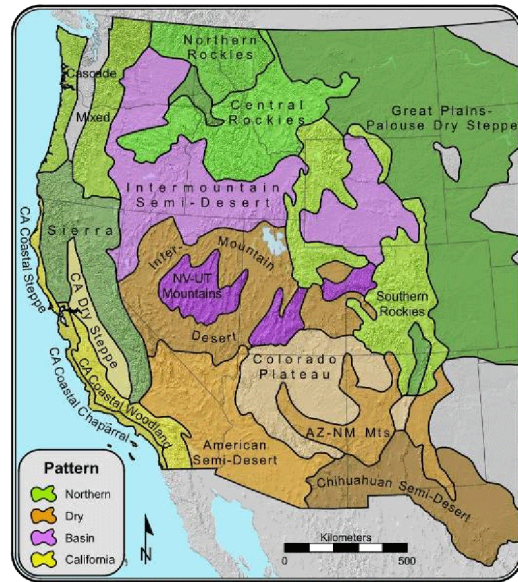 Northern
Rockies
Cascade
Mixed
Central
Rockies
Great Plains-
Palouse Dry Steppe
Intermountain
Semi-Desert
Sierra
Inter-
Mountain
CA Coastal Steppe
CA Dry Steppe
NV-UT
Mountains
Southern
Rockies
Desert
Colorado
Plateau
CA Coastal Woodland
CA Coastal Chaparral
AZ-NM Mts
American
Semi-Desert
Chihuahuan Semi-Desert
Pattern
Northern
Dry
Basin
California
N
Kilometers
0
500